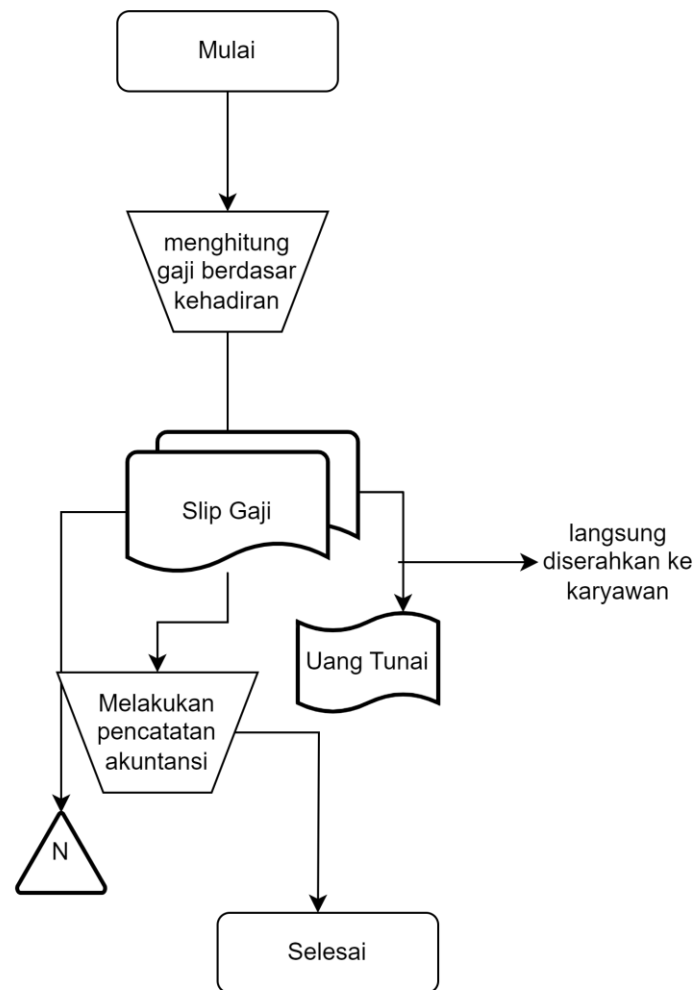 Mulai
menghitung
gaji berdasar
kehadiran
Slip Gaji
langsung
diserahkan ke
karyawan
Uang Tunai
Melakukan
pencatatan
akuntansi
N
Selesai